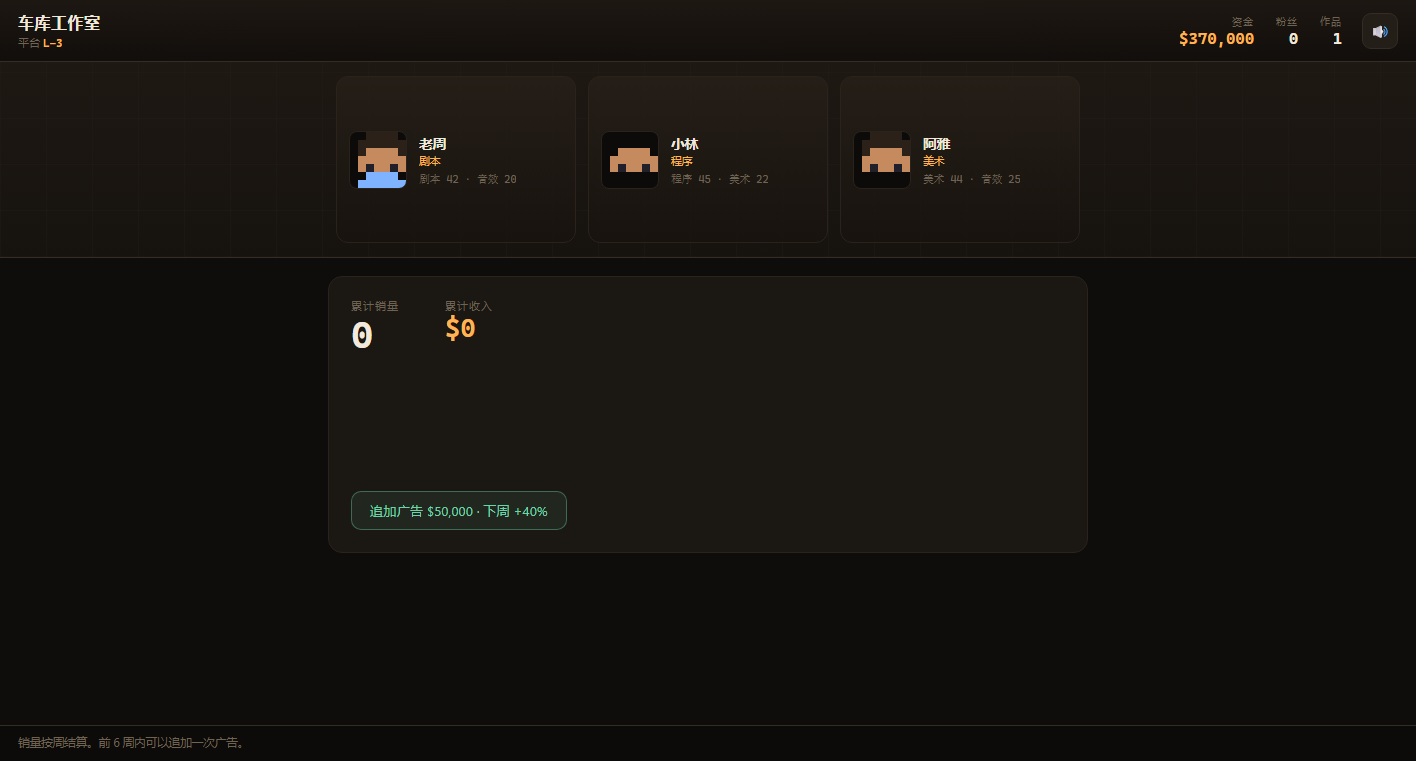 车库工作室
平台 L-3
资金 粉丝 作品
$370,000 0 1
老周
剧本
剧本 42 · 音效 20
小林
程序
程序 45 · 美术 22
阿雅
美术
美术 44 · 音效 25
累计销量 累计收入
0 $0
追加广告 $50,000 · 下周 +40%
销量按周结算。前 6 周内可以追加一次广告。